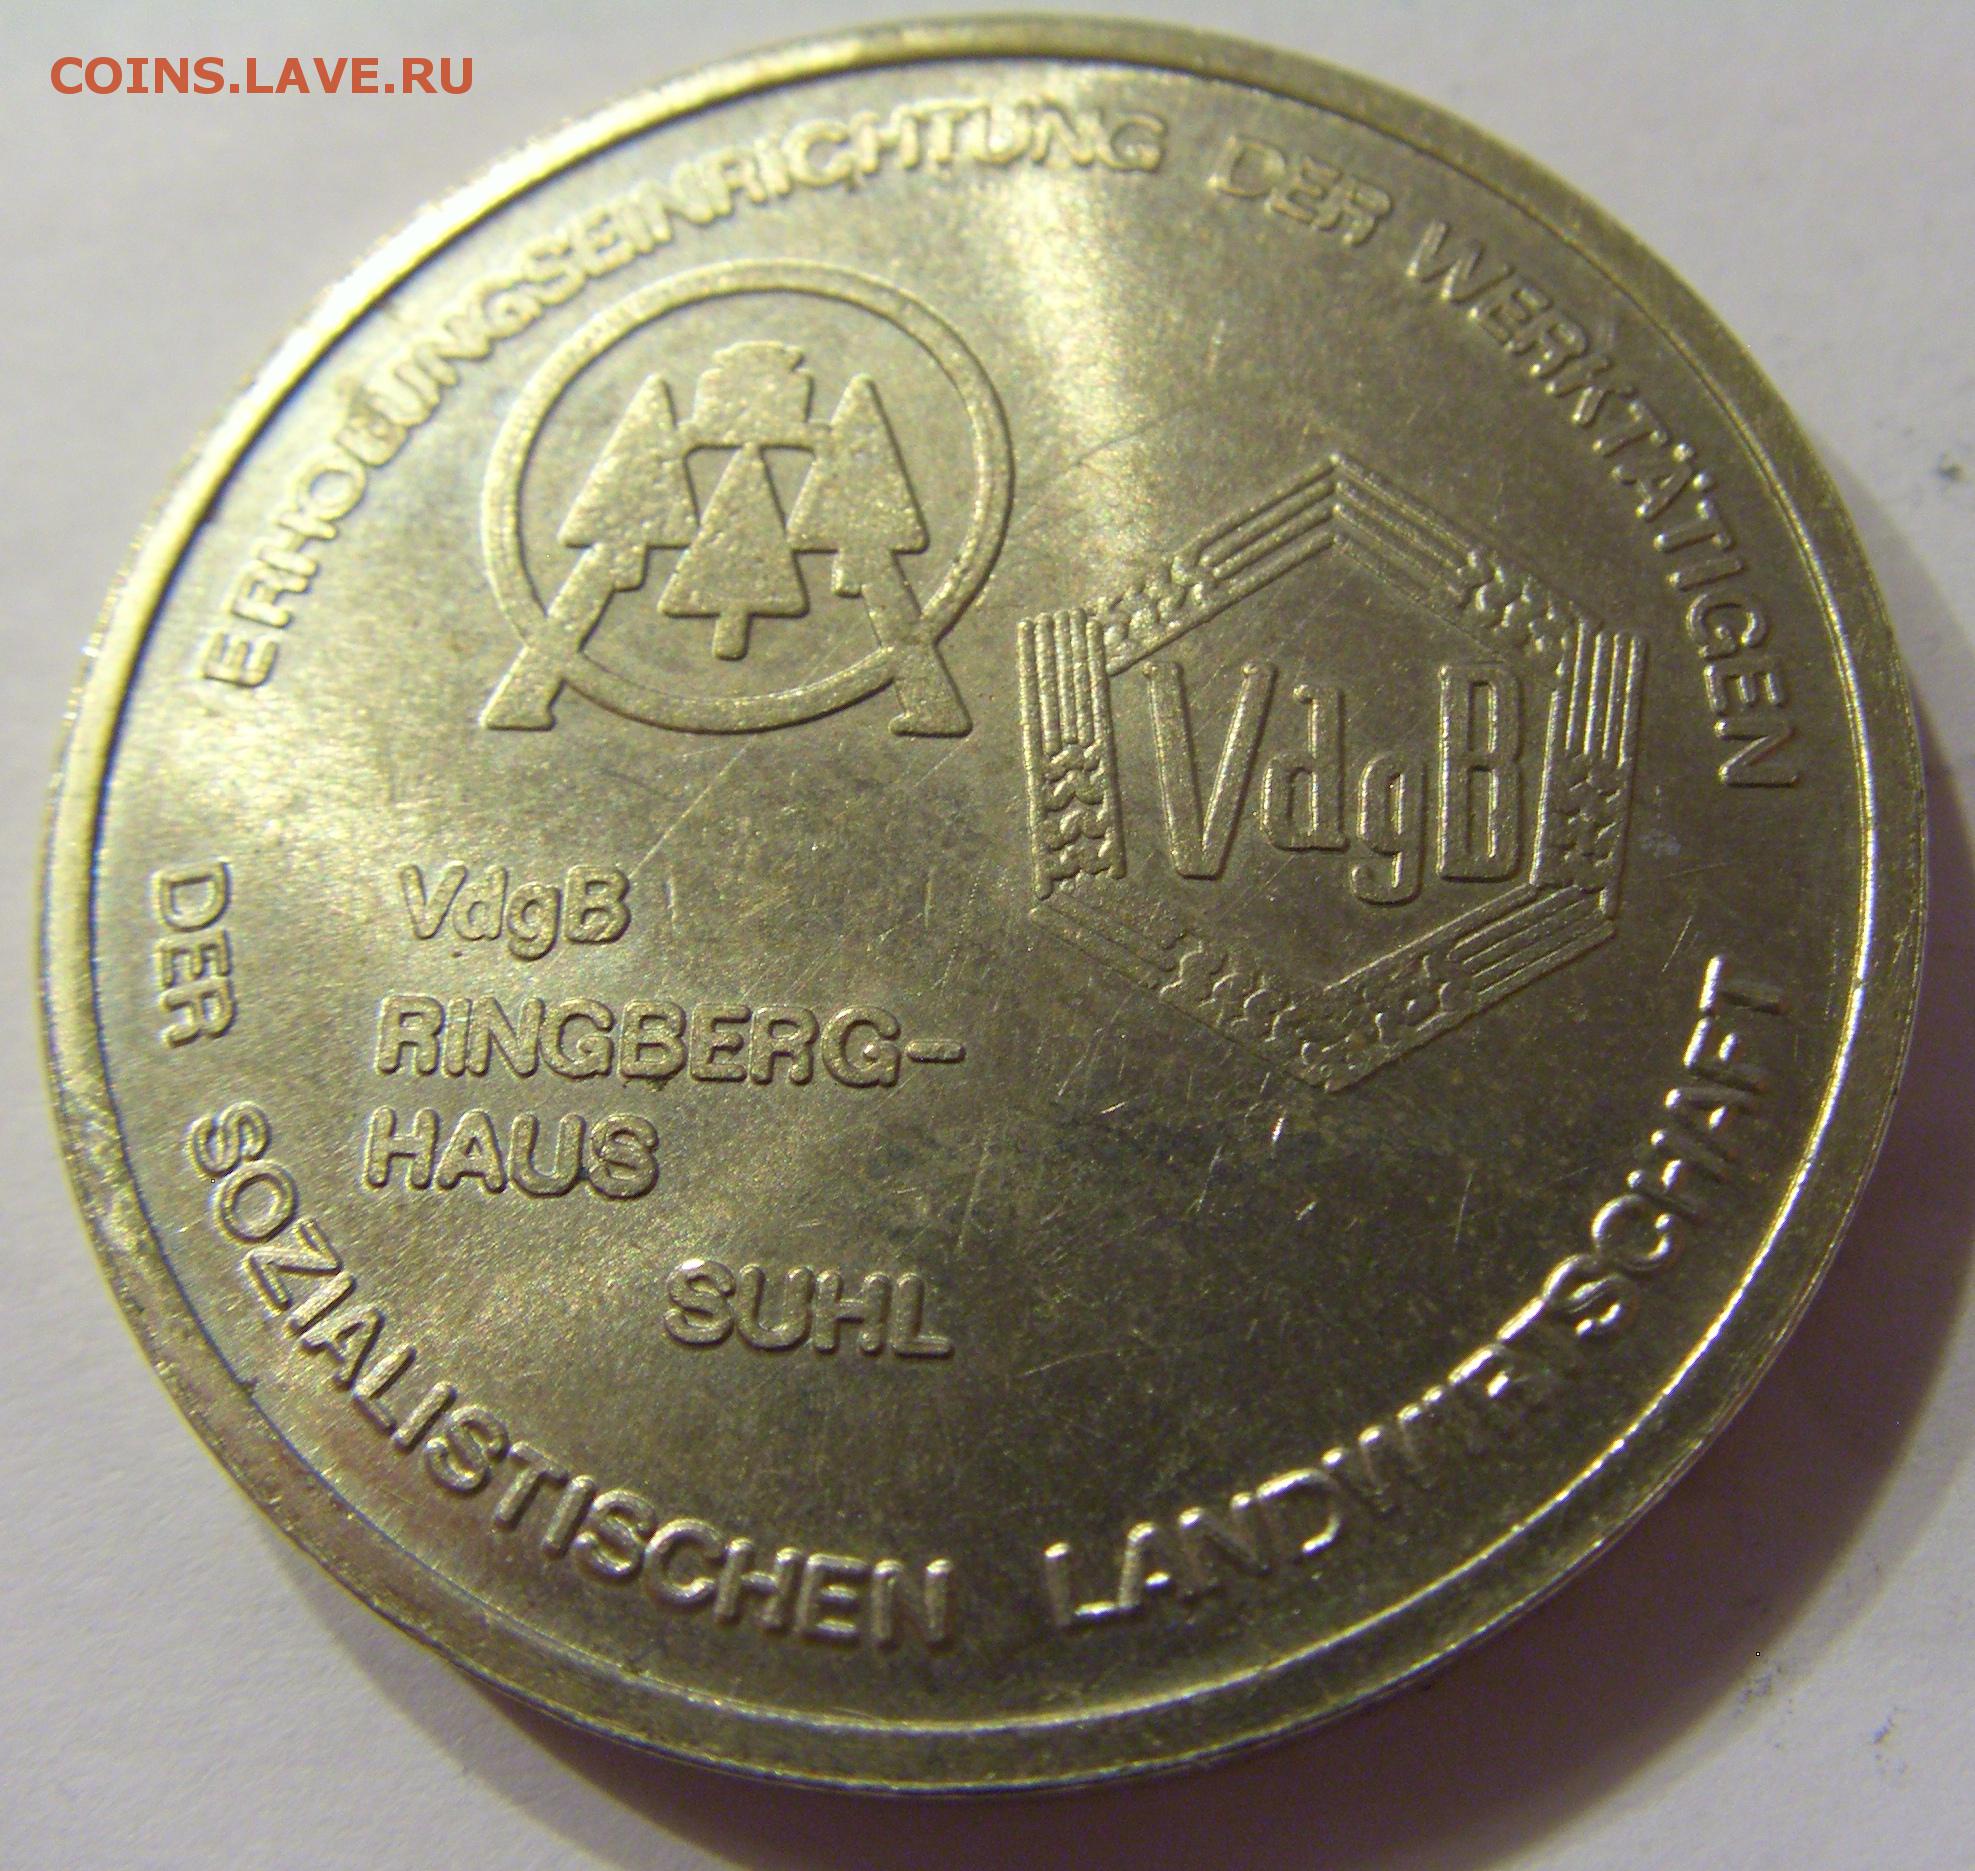 COINS.LAVE.RU
ERHOLUNGSEINRICHTUNG DER WERKTÄTIGEN
VdgB
VdgB
RINGBERG-
HAUS
SUHL
DER SOZIALISTISCHEN LANDWIRTSCHAFT